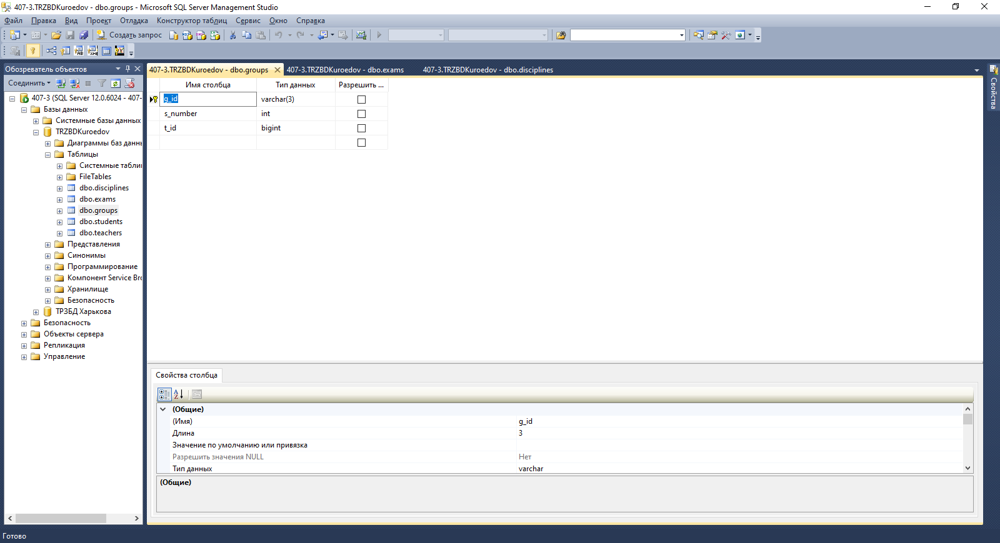 407-3.TRZBDKuroedov - dbo.groups - Microsoft SQL Server Management Studio
Файл Правка Вид Проект Отладка Конструктор таблиц Сервис Окно Справка
Создать запрос
Обозреватель объектов
Соединить
407-3 (SQL Server 12.0.6024 - 407-
Базы данных
Системные базы данных
TRZBDKuroedov
Диаграммы баз данн
Таблицы
Системные таблиц
FileTables
dbo.disciplines
dbo.exams
dbo.groups
dbo.students
dbo.teachers
Представления
Синонимы
Программирование
Компонент Service Bro
Хранилище
Безопасность
ТРЗБД Харькова
Безопасность
Объекты сервера
Репликация
Управление
407-3.TRZBDKuroedov - dbo.groups 407-3.TRZBDKuroedov - dbo.exams 407-3.TRZBDKuroedov - dbo.disciplines
Имя столбца Тип данных Разрешить ...
g_id varchar(3)
s_number int
t_id bigint
Свойства столбца
(Общие)
(Имя) g_id
Длина 3
Значение по умолчанию или привязка
Разрешить значения NULL Нет
Тип данных varchar
(Общие)
Свойства
Готово